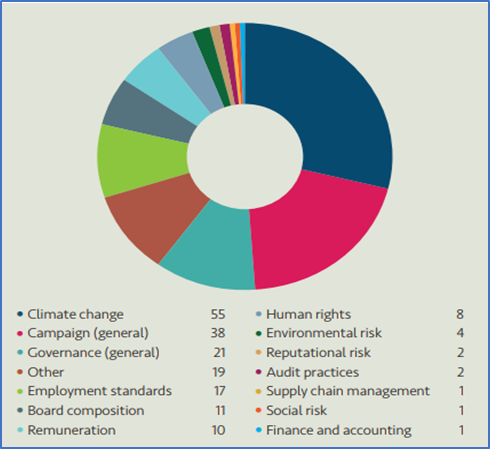 Climate change 55
Campaign (general) 38
Governance (general) 21
Other 19
Employment standards 17
Board composition 11
Remuneration 10
Human rights 8
Environmental risk 4
Reputational risk 2
Audit practices 2
Supply chain management 1
Social risk 1
Finance and accounting 1